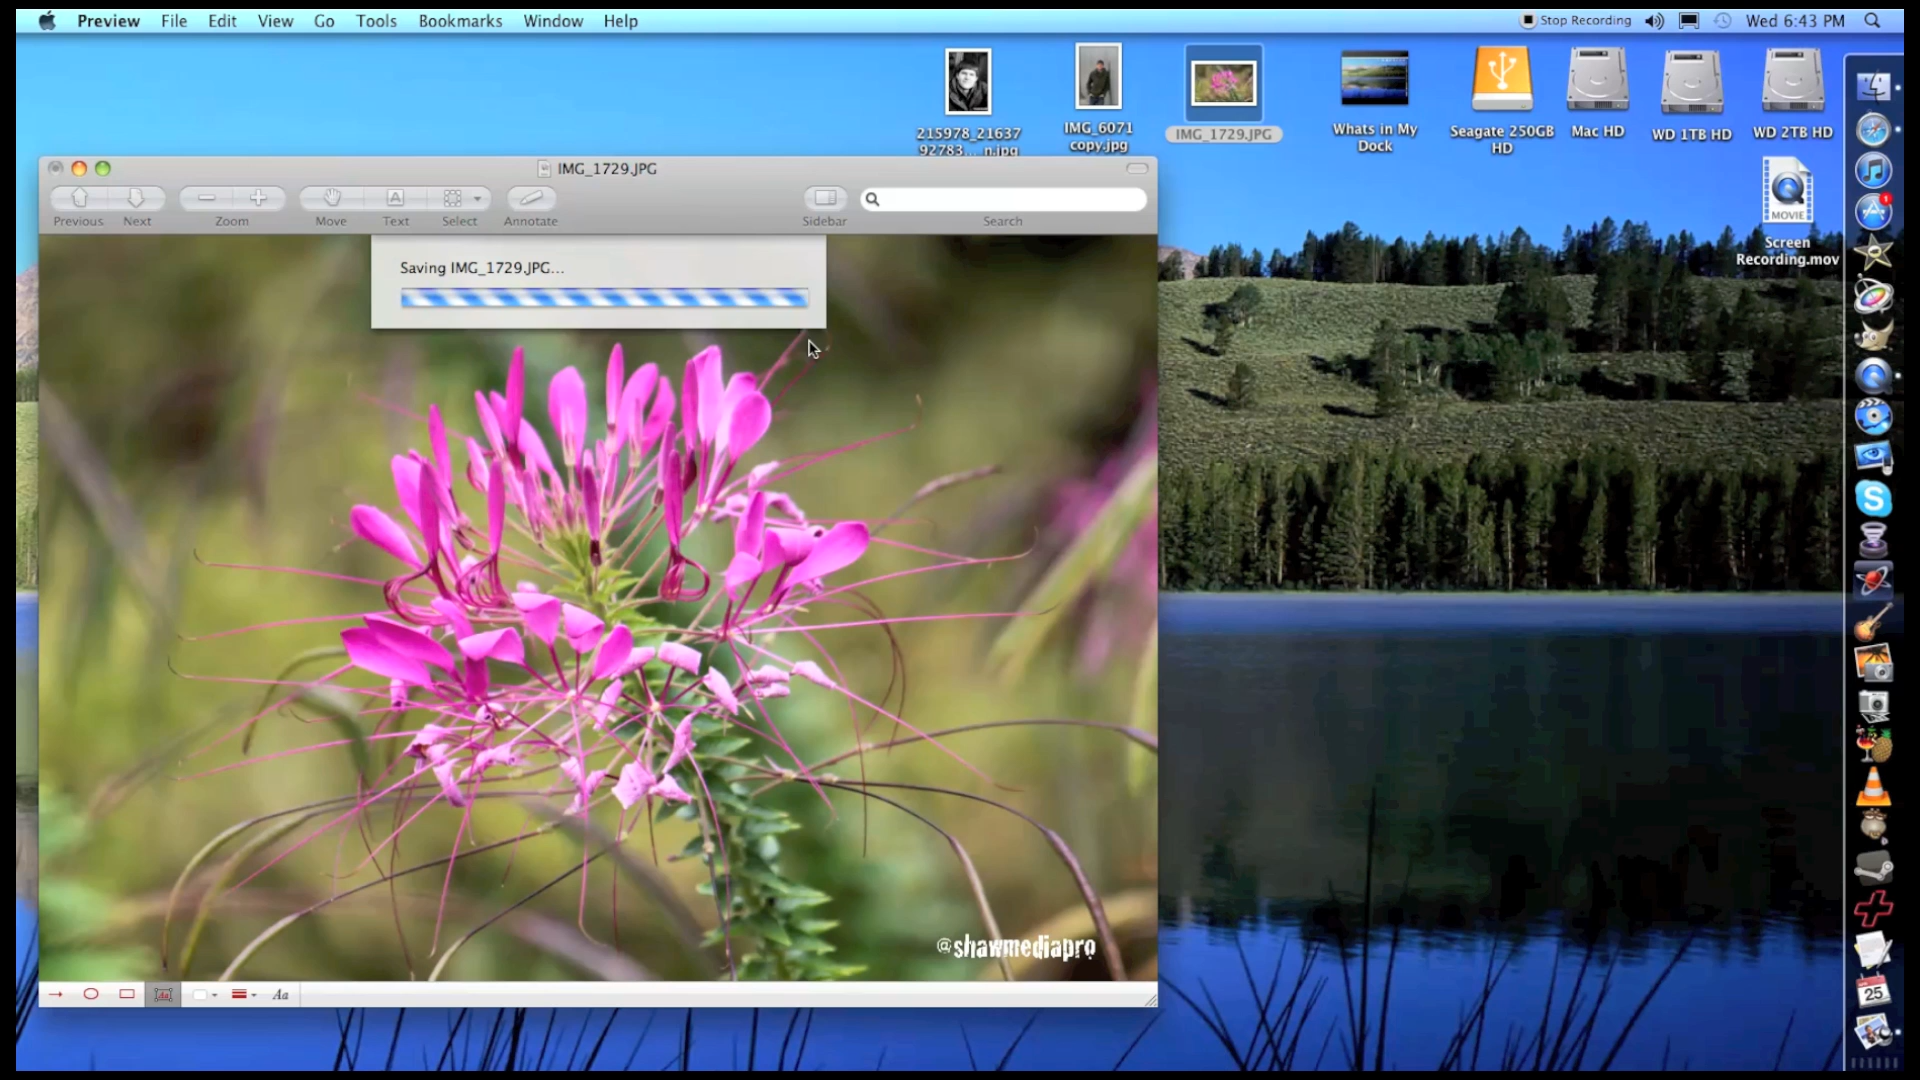 Preview File Edit View Go Tools Bookmarks Window Help
Stop Recording Wed 6:43 PM
215978_21637
92783... n.jpg
IMG_6071
copy.jpg
IMG_1729.JPG
Whats in My
Dock
Seagate 250GB
HD
Mac HD
WD 1TB HD
WD 2TB HD
MOVIE
Screen
Recording.mov
IMG_1729.JPG
Previous Next Zoom Move Text Select Annotate Sidebar Search
Saving IMG_1729.JPG...
@shawmediapro
Aa
25